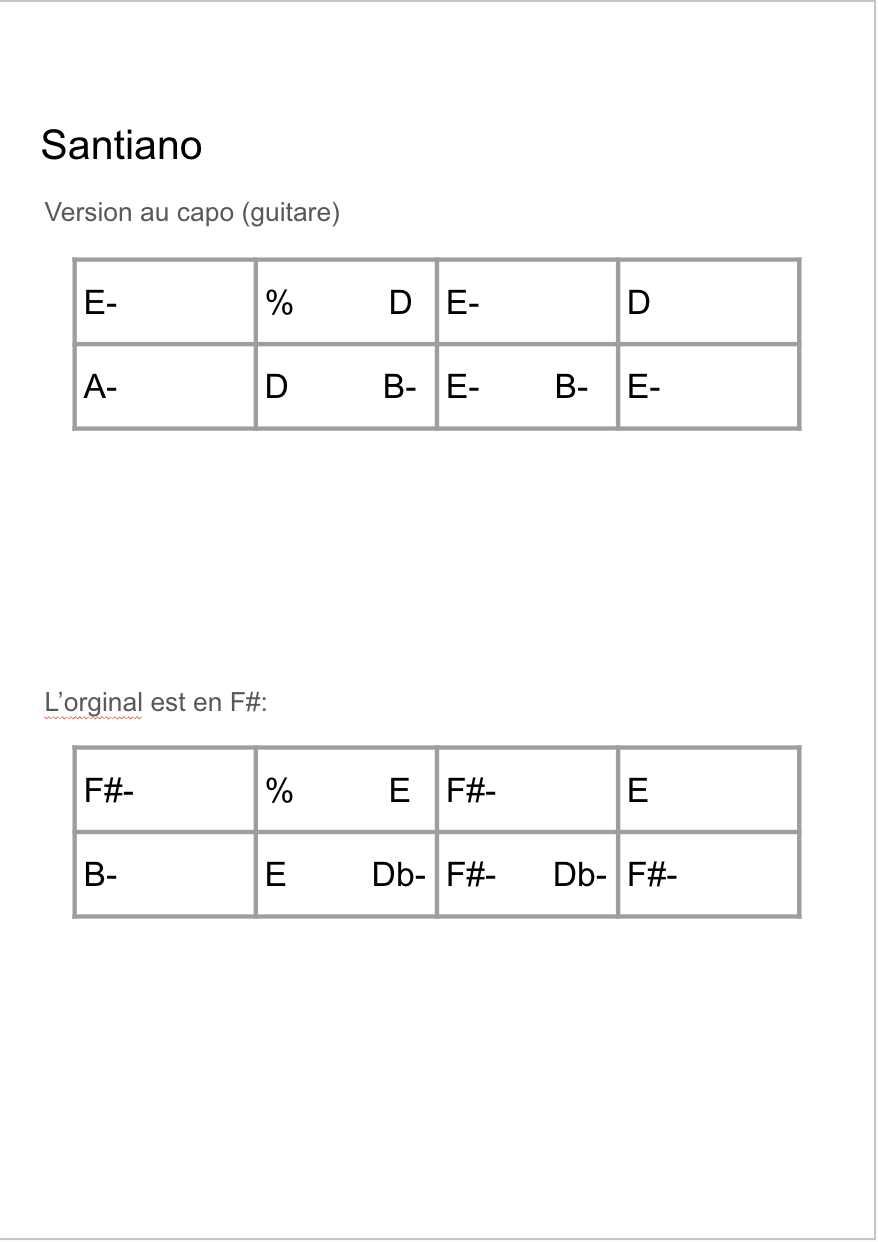 Santiano
Version au capo (guitare)
E- % D E- D
A- D B- E- B- E-
L’orginal est en F#:
F#- % E F#- E
B- E Db- F#- Db- F#-